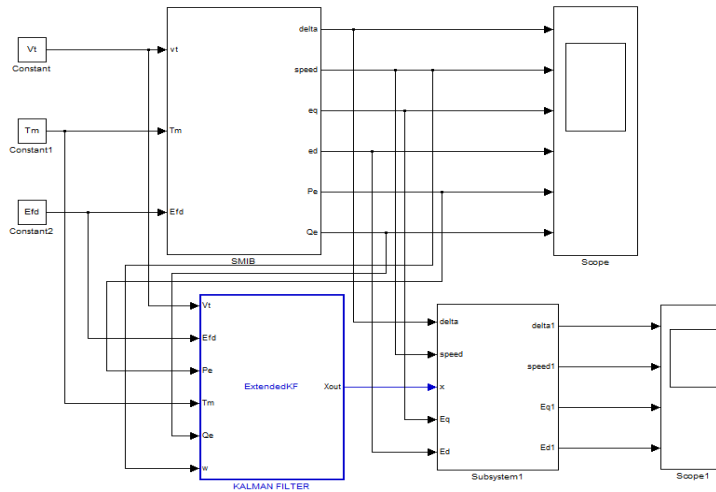 Vt
Constant
Tm
Constant1
Efd
Constant2
vt
Tm
Efd
delta
speed
eq
ed
Pe
Qe
SMIB
Scope
Vt
Efd
Pe
Tm
Qe
w
ExtendedKF
Xout
KALMAN FILTER
delta
speed
x
Eq
Ed
delta1
speed1
Eq1
Ed1
Subsystem1
Scope1